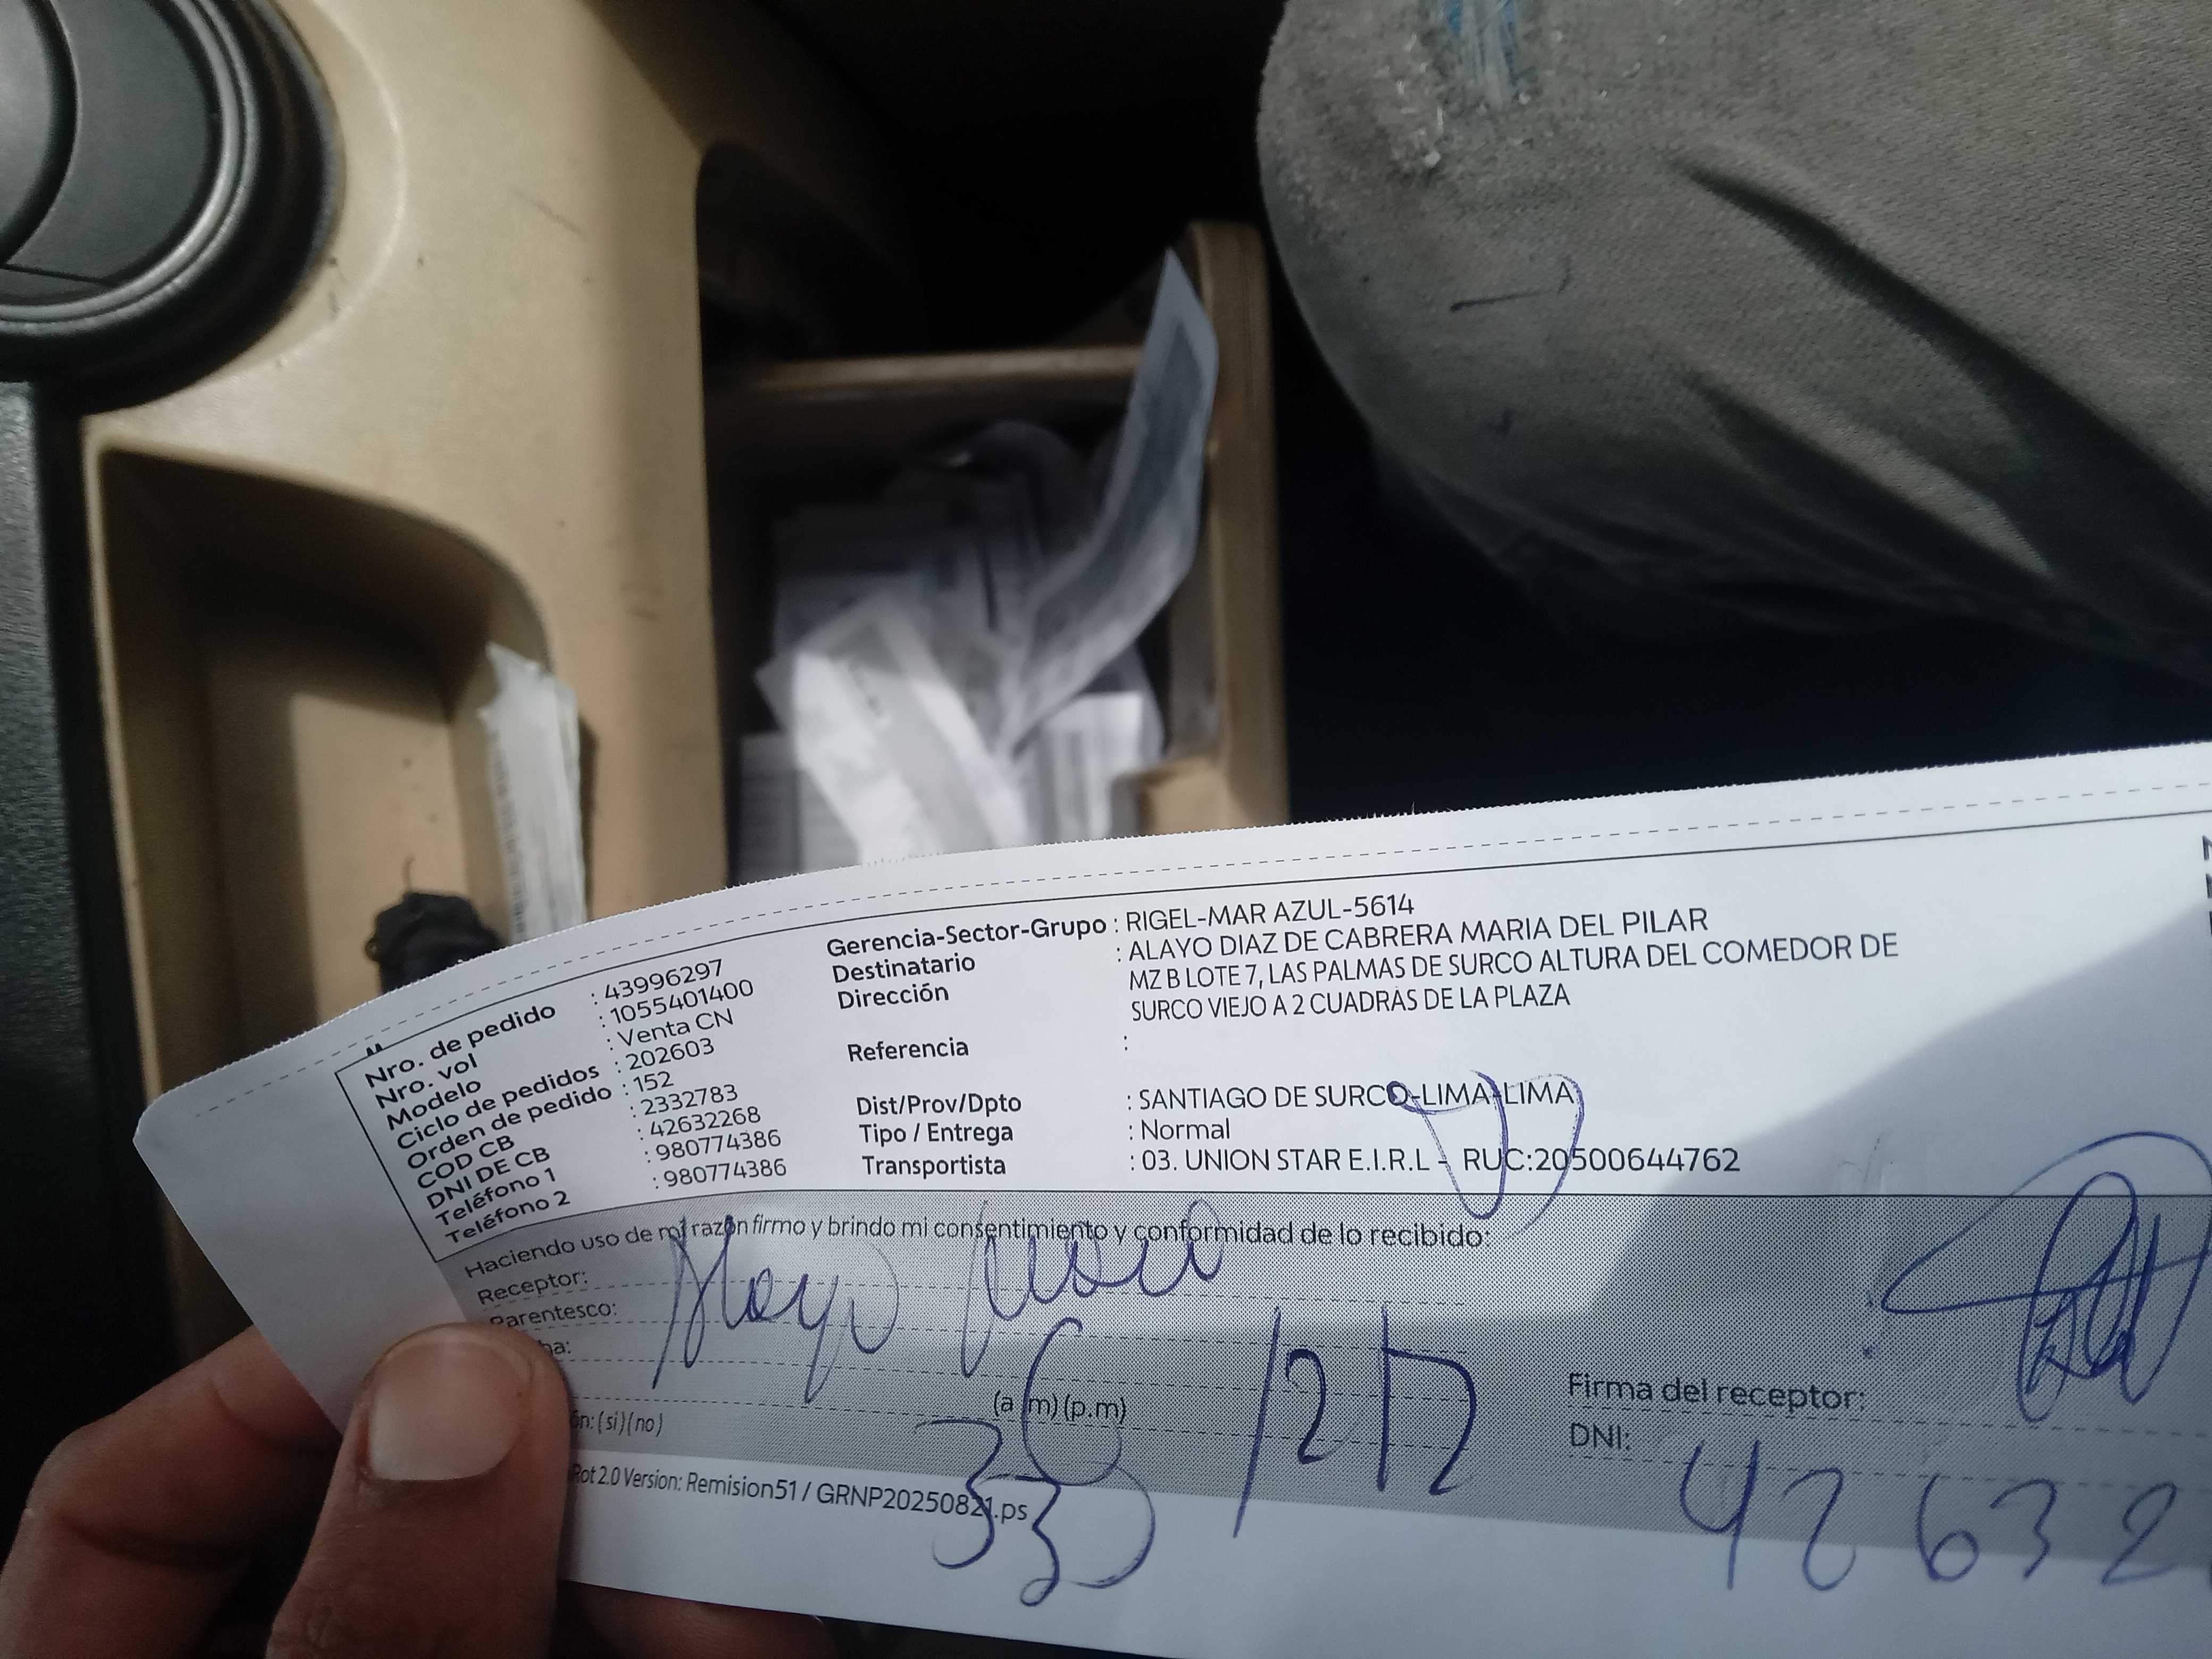 Nro. de pedido : 43996297
Nro. vol : 1055401400
Modelo : Venta CN
Ciclo de pedidos : 202603
Orden de pedido : 152
COD CB : 2332783
DNI DE CB : 42632268
Teléfono 1 : 980774386
Teléfono 2 : 980774386
Gerencia-Sector-Grupo : RIGEL-MAR AZUL-5614
Destinatario : ALAYO DIAZ DE CABRERA MARIA DEL PILAR
Dirección MZ B LOTE 7, LAS PALMAS DE SURCO ALTURA DEL COMEDOR DE
SURCO VIEJO A 2 CUADRAS DE LA PLAZA
Referencia :
Dist/Prov/Dpto : SANTIAGO DE SURCO-LIMA-LIMA
Tipo / Entrega : Normal
Transportista : 03. UNION STAR E.I.R.L - RUC:20500644762
Haciendo uso de mi razón firmo y brindo mi consentimiento y conformidad de lo recibido:
Receptor: Alayo
Parentesco:
ha:
(a.m)(p.m)
ón: (si)(no)
Firma del receptor:
DNI: 42632
Rot 2.0 Version: Remision51 / GRNP20250821.ps